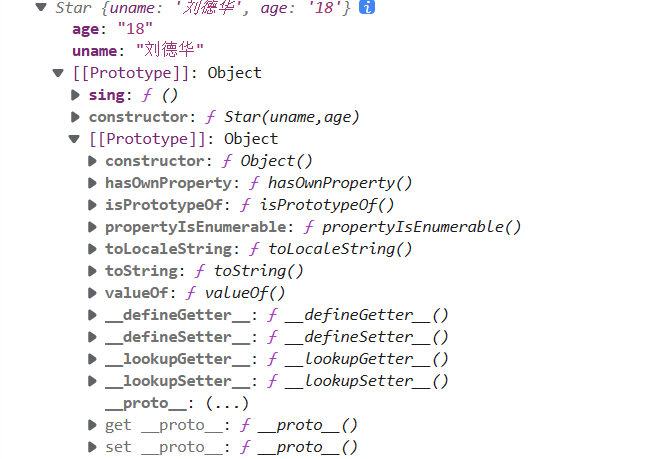 Star {uname: '刘德华', age: '18'} i
age: "18"
uname: "刘德华"
[[Prototype]]: Object
sing: ƒ ()
constructor: ƒ Star(uname,age)
[[Prototype]]: Object
constructor: ƒ Object()
hasOwnProperty: ƒ hasOwnProperty()
isPrototypeOf: ƒ isPrototypeOf()
propertyIsEnumerable: ƒ propertyIsEnumerable()
toLocaleString: ƒ toLocaleString()
toString: ƒ toString()
valueOf: ƒ valueOf()
__defineGetter__: ƒ __defineGetter__()
__defineSetter__: ƒ __defineSetter__()
__lookupGetter__: ƒ __lookupGetter__()
__lookupSetter__: ƒ __lookupSetter__()
__proto__: (...)
get __proto__: ƒ __proto__()
set __proto__: ƒ __proto__()